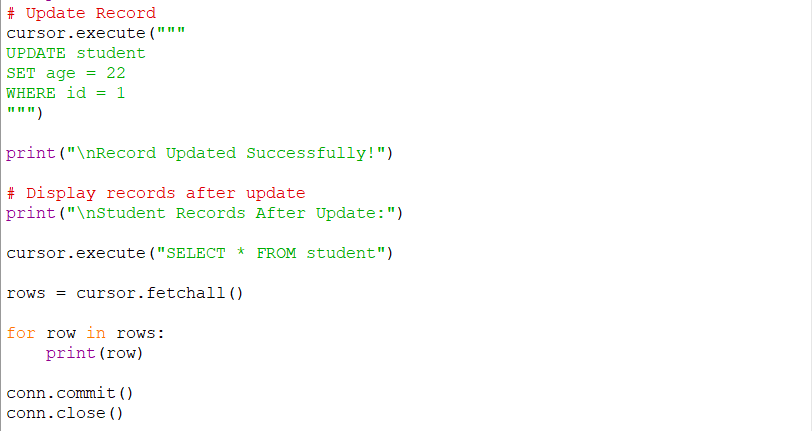 # Update Record
cursor.execute("""
UPDATE student
SET age = 22
WHERE id = 1
""")
print("\nRecord Updated Successfully!")
# Display records after update
print("\nStudent Records After Update:")
cursor.execute("SELECT * FROM student")
rows = cursor.fetchall()
for row in rows:
    print(row)
conn.commit()
conn.close()